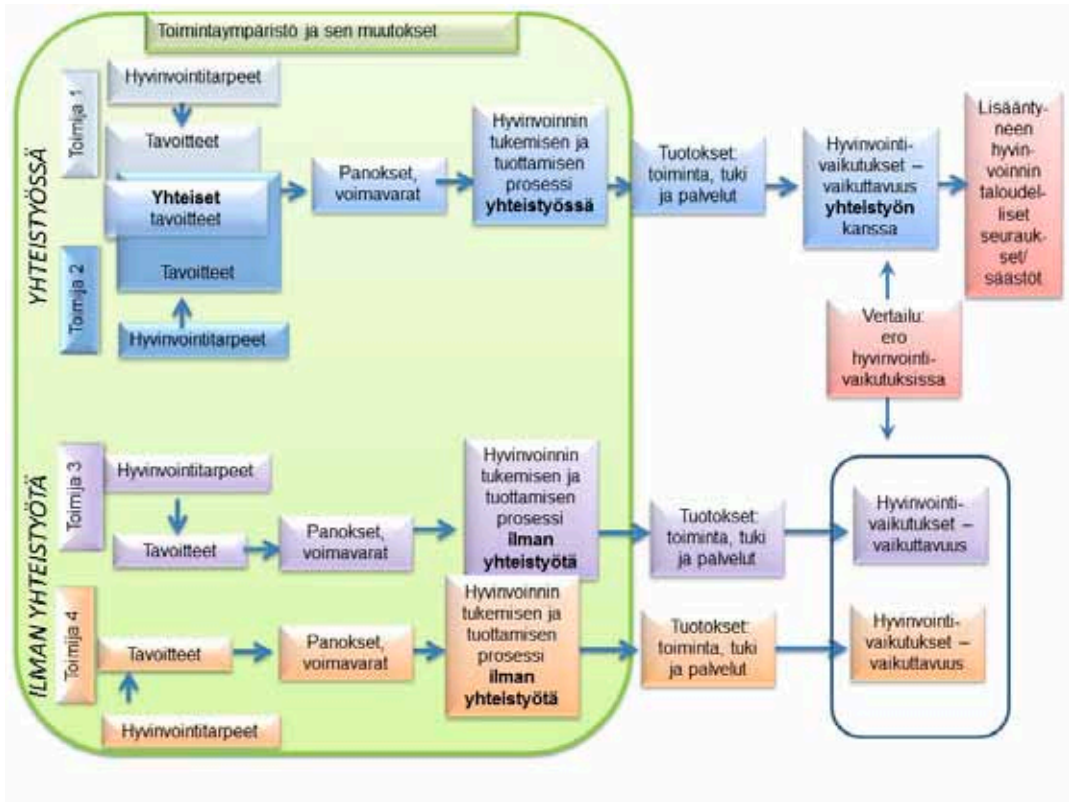 Toimintaympäristö ja sen muutokset
YHTEISTYÖSSÄ
Toimija 1
Hyvinvointitarpeet
Tavoitteet
Yhteiset
tavoitteet
Tavoitteet
Toimija 2
Hyvinvointitarpeet
Panokset,
voimavarat
Hyvinvoinnin
tukemisen ja
tuottamisen
prosessi
yhteistyössä
Tuotokset:
toiminta, tuki
ja palvelut
Hyvinvointi-
vaikutukset –
vaikuttavuus
yhteistyön
kanssa
Lisäänty-
neen
hyvin-
voinnin
taloudel-
liset
seurauk-
set/
säästöt
Vertailu:
ero
hyvinvointi-
vaikutuksissa
ILMAN YHTEISTYÖTÄ
Toimija 3
Hyvinvointitarpeet
Tavoitteet
Panokset,
voimavarat
Hyvinvoinnin
tukemisen ja
tuottamisen
prosessi
ilman
yhteistyötä
Tuotokset:
toiminta, tuki
ja palvelut
Hyvinvointi-
vaikutukset –
vaikuttavuus
Toimija 4
Tavoitteet
Hyvinvointitarpeet
Panokset,
voimavarat
Hyvinvoinnin
tukemisen ja
tuottamisen
prosessi
ilman
yhteistyötä
Tuotokset:
toiminta, tuki
ja palvelut
Hyvinvointi-
vaikutukset –
vaikuttavuus